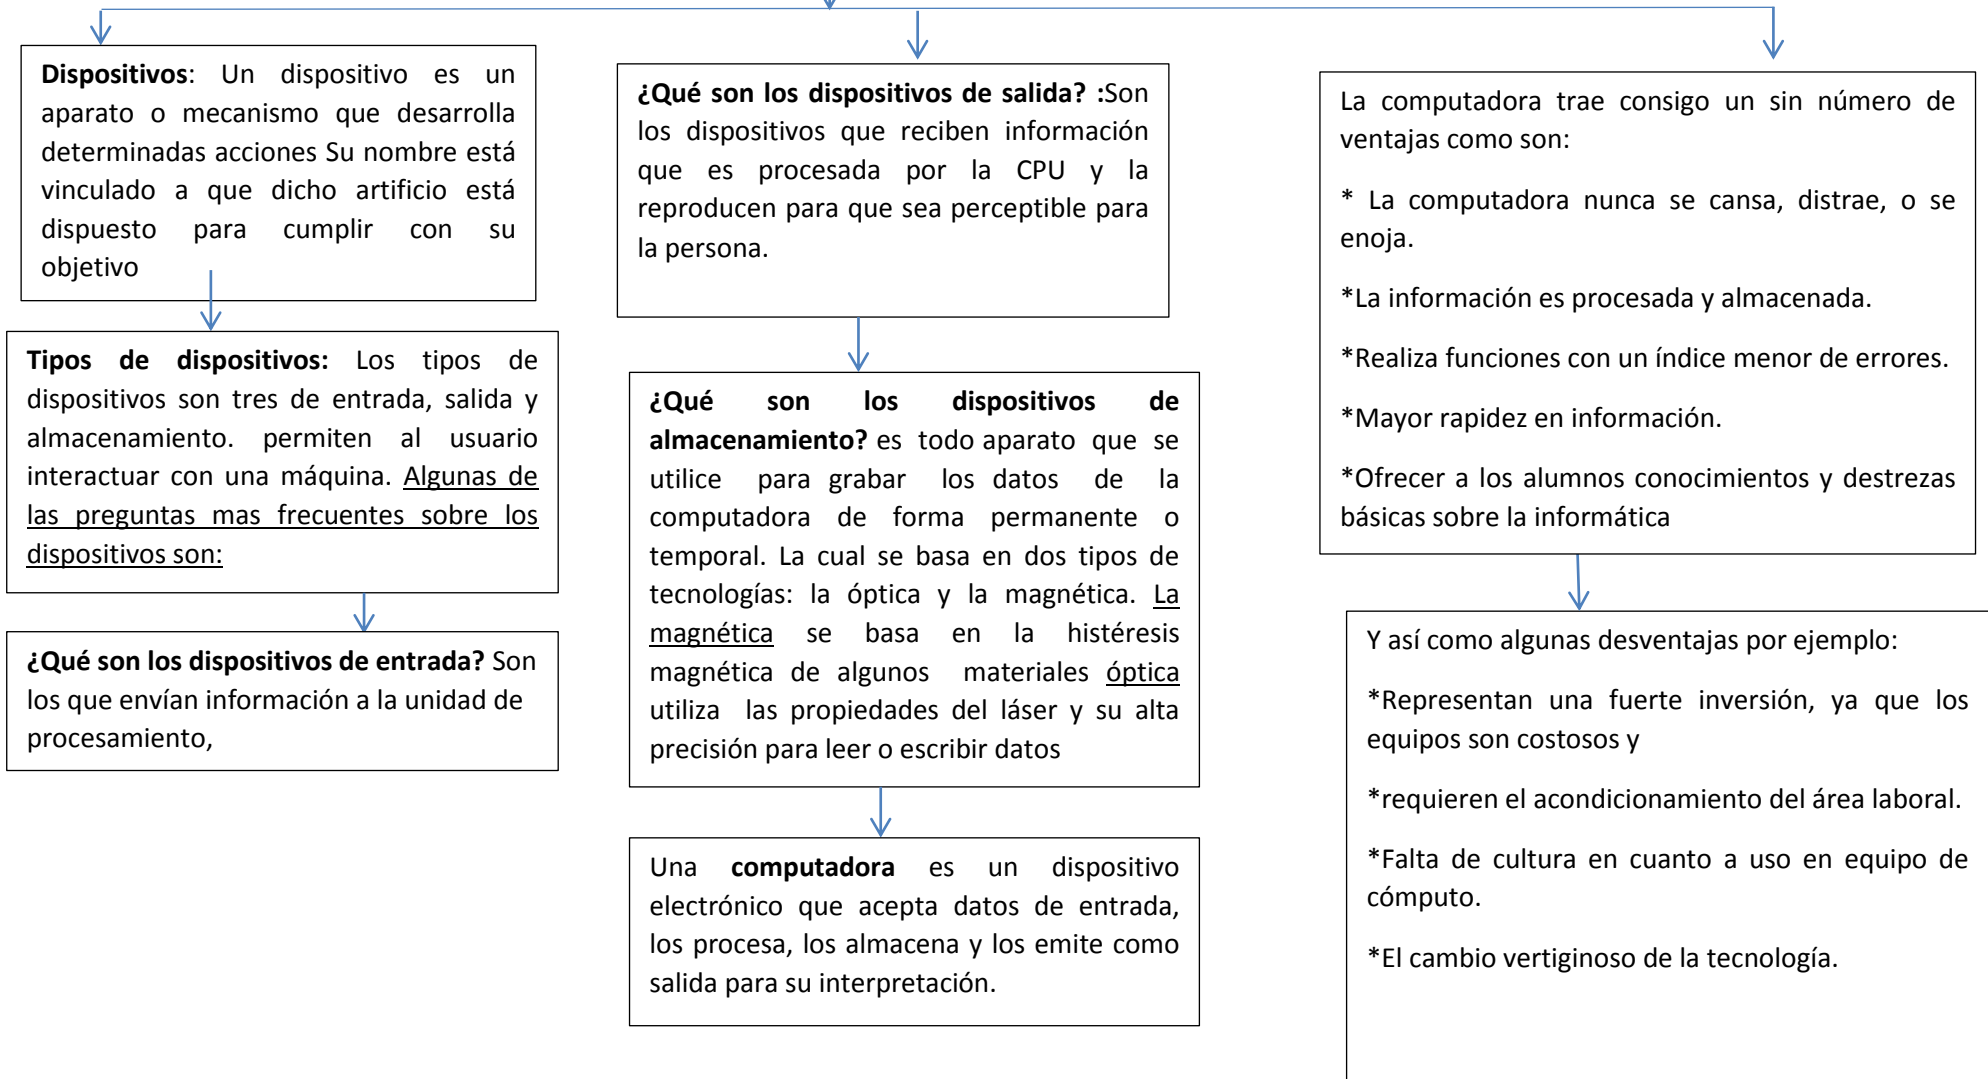 Dispositivos: Un dispositivo es un
aparato o mecanismo que desarrolla
determinadas acciones Su nombre está
vinculado a que dicho artificio está
dispuesto para cumplir con su
objetivo
Tipos de dispositivos: Los tipos de
dispositivos son tres de entrada, salida y
almacenamiento. permiten al usuario
interactuar con una máquina. Algunas de
las preguntas mas frecuentes sobre los
dispositivos son:
¿Qué son los dispositivos de entrada? Son
los que envían información a la unidad de
procesamiento,
¿Qué son los dispositivos de salida? :Son
los dispositivos que reciben información
que es procesada por la CPU y la
reproducen para que sea perceptible para
la persona.
¿Qué son los dispositivos de
almacenamiento? es todo aparato que se
utilice para grabar los datos de la
computadora de forma permanente o
temporal. La cual se basa en dos tipos de
tecnologías: la óptica y la magnética. La
magnética se basa en la histéresis
magnética de algunos materiales óptica
utiliza las propiedades del láser y su alta
precisión para leer o escribir datos
Una computadora es un dispositivo
electrónico que acepta datos de entrada,
los procesa, los almacena y los emite como
salida para su interpretación.
La computadora trae consigo un sin número de
ventajas como son:
* La computadora nunca se cansa, distrae, o se
enoja.
*La información es procesada y almacenada.
*Realiza funciones con un índice menor de errores.
*Mayor rapidez en información.
*Ofrecer a los alumnos conocimientos y destrezas
básicas sobre la informática
Y así como algunas desventajas por ejemplo:
*Representan una fuerte inversión, ya que los
equipos son costosos y
*requieren el acondicionamiento del área laboral.
*Falta de cultura en cuanto a uso en equipo de
cómputo.
*El cambio vertiginoso de la tecnología.